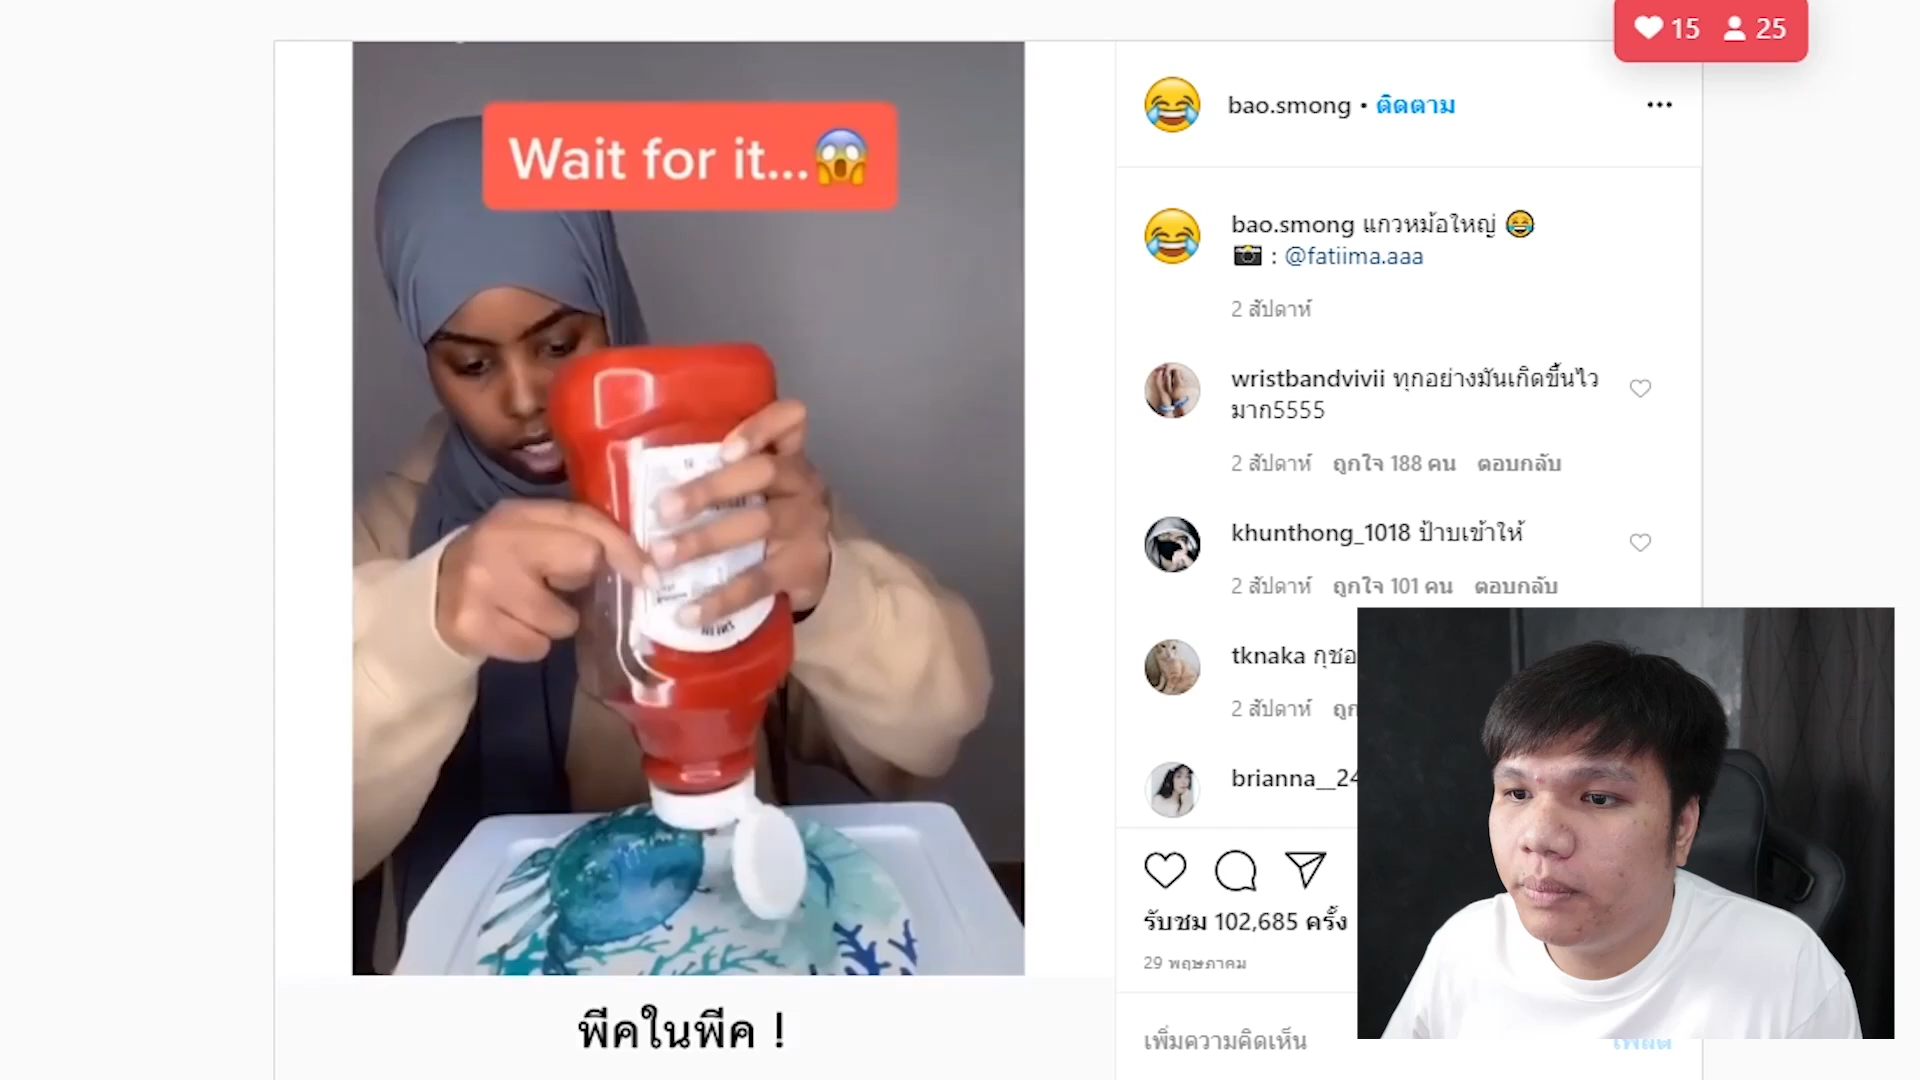 15 25
Wait for it...😱
bao.smong • ติดตาม
bao.smong แกวหม้อใหญ่ 😂
📷 : @fatiima.aaa
2 สัปดาห์
wristbandvivii ทุกอย่างมันเกิดขึ้นไว
มาก5555
2 สัปดาห์ ถูกใจ 188 คน ตอบกลับ
khunthong_1018 ป้าบเข้าให้
2 สัปดาห์ ถูกใจ 101 คน ตอบกลับ
tknaka กุชอ
2 สัปดาห์ ถูก
brianna__24
รับชม 102,685 ครั้ง
29 พฤษภาคม
เพิ่มความคิดเห็น
พีคในพีค !